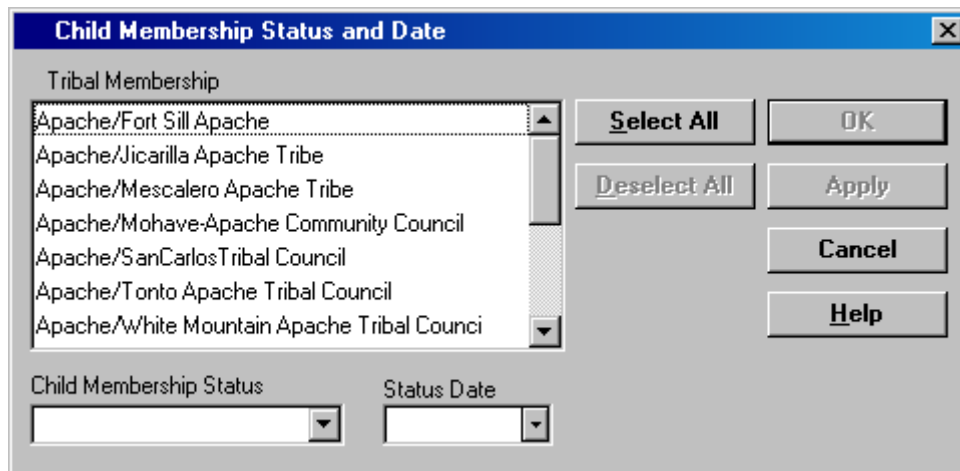 Child Membership Status and Date
Tribal Membership
Apache/Fort Sill Apache
Apache/Jicarilla Apache Tribe
Apache/Mescalero Apache Tribe
Apache/Mohave-Apache Community Council
Apache/SanCarlosTribal Council
Apache/Tonto Apache Tribal Council
Apache/White Mountain Apache Tribal Counci
Select All
OK
Deselect All
Apply
Cancel
Help
Child Membership Status
Status Date